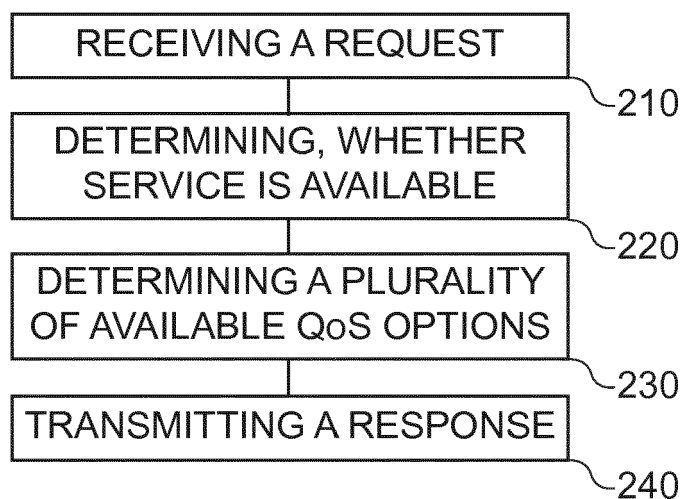 RECEIVING A REQUEST
210
DETERMINING, WHETHER
SERVICE IS AVAILABLE
220
DETERMINING A PLURALITY
OF AVAILABLE QoS OPTIONS
230
TRANSMITTING A RESPONSE
240